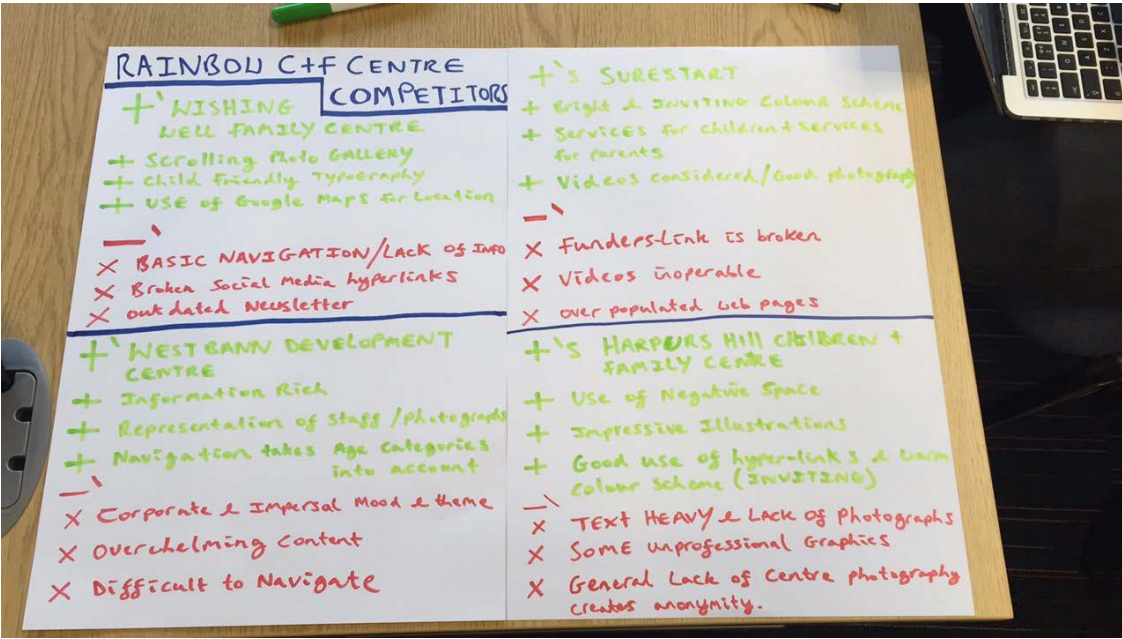 RAINBOW C+F CENTRE
COMPETITORS
+'WISHING
WELL FAMILY CENTRE
+ Scrolling Photo GALLERY
+ Child Friendly Typography
+ USE of Google Maps for Location
—'
X BASIC NAVIGATION/LACK OF INFO
X Broken Social Media hyperlinks
X out dated Newsletter
+'s SURESTART
+ Bright & INVITING Colour Scheme
+ Services for children + services
for parents
+ Videos considered/Good photography
—'
X Funders-Link is broken
X Videos inoperable
X over populated web pages
+'WEST BANN DEVELOPMENT
CENTRE
+ Information Rich
+ Representation of Staff/photographs
+ Navigation takes Age categories
into account
—'
X Corporate & Impersal Mood & theme
X Overwhelming Content
X Difficult to Navigate
+'s HARPURS HILL CHILDREN +
FAMILY CENTRE
+ Use of Negative Space
+ Impressive Illustrations
+ Good use of hyper-links & warm
Colour Scheme (INVITING)
—'
X TEXT HEAVY & LACK OF Photographs
X SOME unprofessional Graphics
X General Lack of Centre photography
creates anonymity.